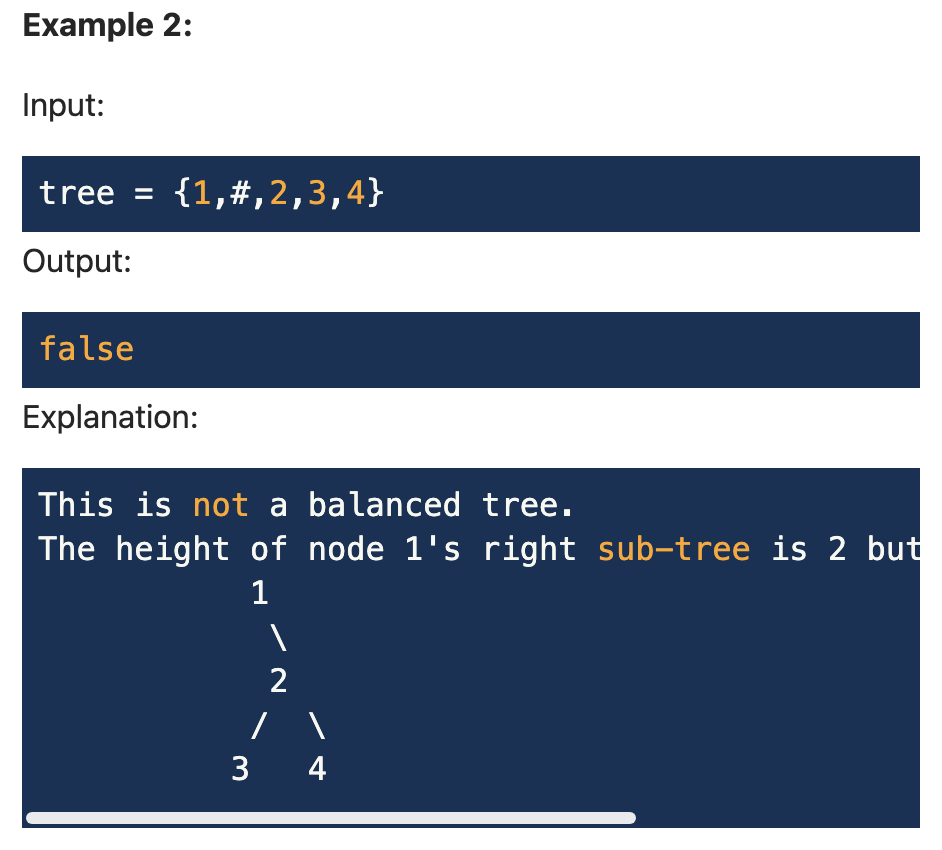 Example 2:
Input:
tree = {1,#,2,3,4}
Output:
false
Explanation:
This is not a balanced tree.
The height of node 1's right sub-tree is 2 but
1
\
2
/ \
3 4